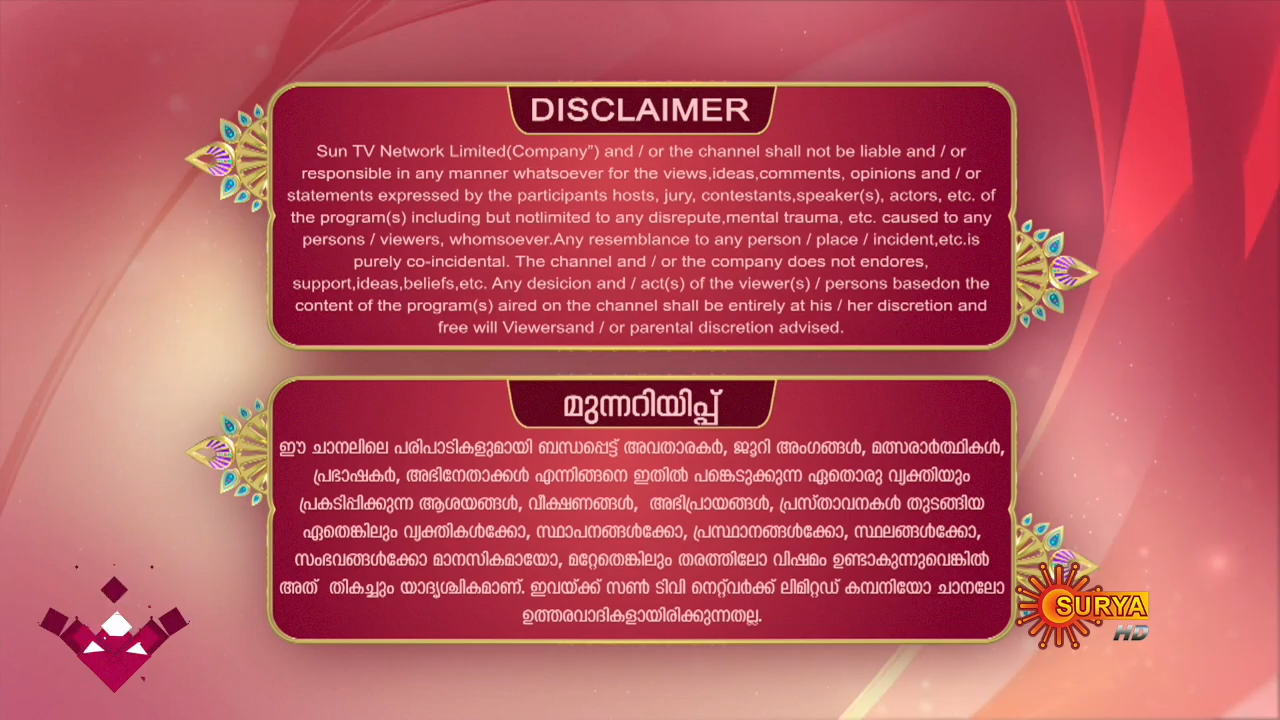 DISCLAIMER
Sun TV Network Limited(Company”) and / or the channel shall not be liable and / or
responsible in any manner whatsoever for the views,ideas,comments, opinions and / or
statements expressed by the participants hosts, jury, contestants,speaker(s), actors, etc. of
the program(s) including but notlimited to any disrepute,mental trauma, etc. caused to any
persons / viewers, whomsoever.Any resemblance to any person / place / incident,etc.is
purely co-incidental. The channel and / or the company does not endores,
support,ideas,beliefs,etc. Any desicion and / act(s) of the viewer(s) / persons basedon the
content of the program(s) aired on the channel shall be entirely at his / her discretion and
free will Viewersand / or parental discretion advised.
മുന്നറിയിപ്പ്
ഈ ചാനലിലെ പരിപാടികളുമായി ബന്ധപ്പെട്ട് അവതാരകർ, ജൂറി അംഗങ്ങൾ, മത്സരാർത്ഥികൾ,
പ്രഭാഷകർ, അഭിനേതാക്കൾ എന്നിങ്ങനെ ഇതിൽ പങ്കെടുക്കുന്ന ഏതൊരു വ്യക്തിയും
പ്രകടിപ്പിക്കുന്ന ആശയങ്ങൾ, വീക്ഷണങ്ങൾ, അഭിപ്രായങ്ങൾ, പ്രസ്താവനകൾ തുടങ്ങിയ
ഏതെങ്കിലും വ്യക്തികൾക്കോ, സ്ഥാപനങ്ങൾക്കോ, പ്രസ്ഥാനങ്ങൾക്കോ, സ്ഥലങ്ങൾക്കോ,
സംഭവങ്ങൾക്കോ മാനസികമായോ, മറ്റേതെങ്കിലും തരത്തിലോ വിഷമം ഉണ്ടാകുന്നുവെങ്കിൽ
അത് തികച്ചും യാദൃശ്ചികമാണ്. ഇവയ്ക്ക് സൺ ടിവി നെറ്റ്‌വർക്ക് ലിമിറ്റഡ് കമ്പനിയോ ചാനലോ
ഉത്തരവാദികളായിരിക്കുന്നതല്ല.
SURYA
HD